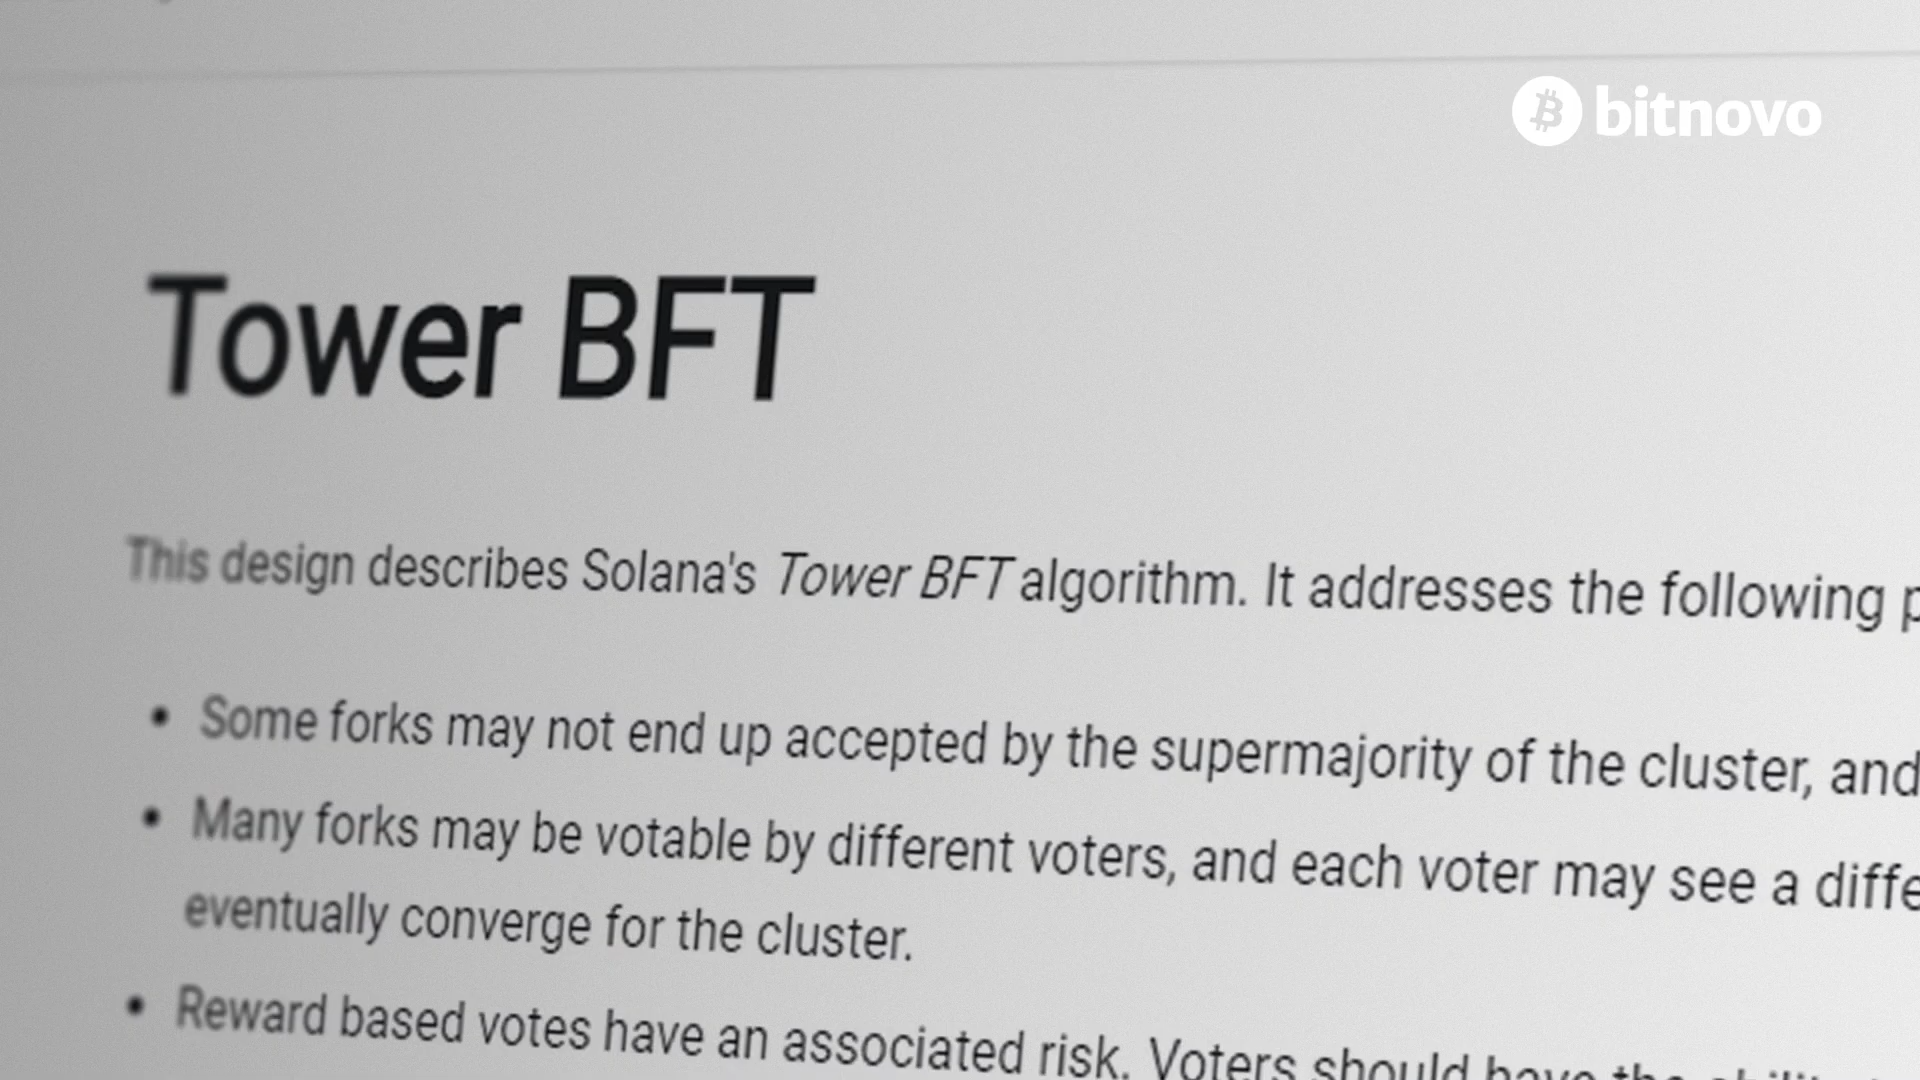 bitnovo
Tower BFT
This design describes Solana's Tower BFT algorithm. It addresses the following
• Some forks may not end up accepted by the supermajority of the cluster, and
• Many forks may be votable by different voters, and each voter may see a
eventually converge for the cluster.
• Reward based votes have an associated risk. Voters should have the